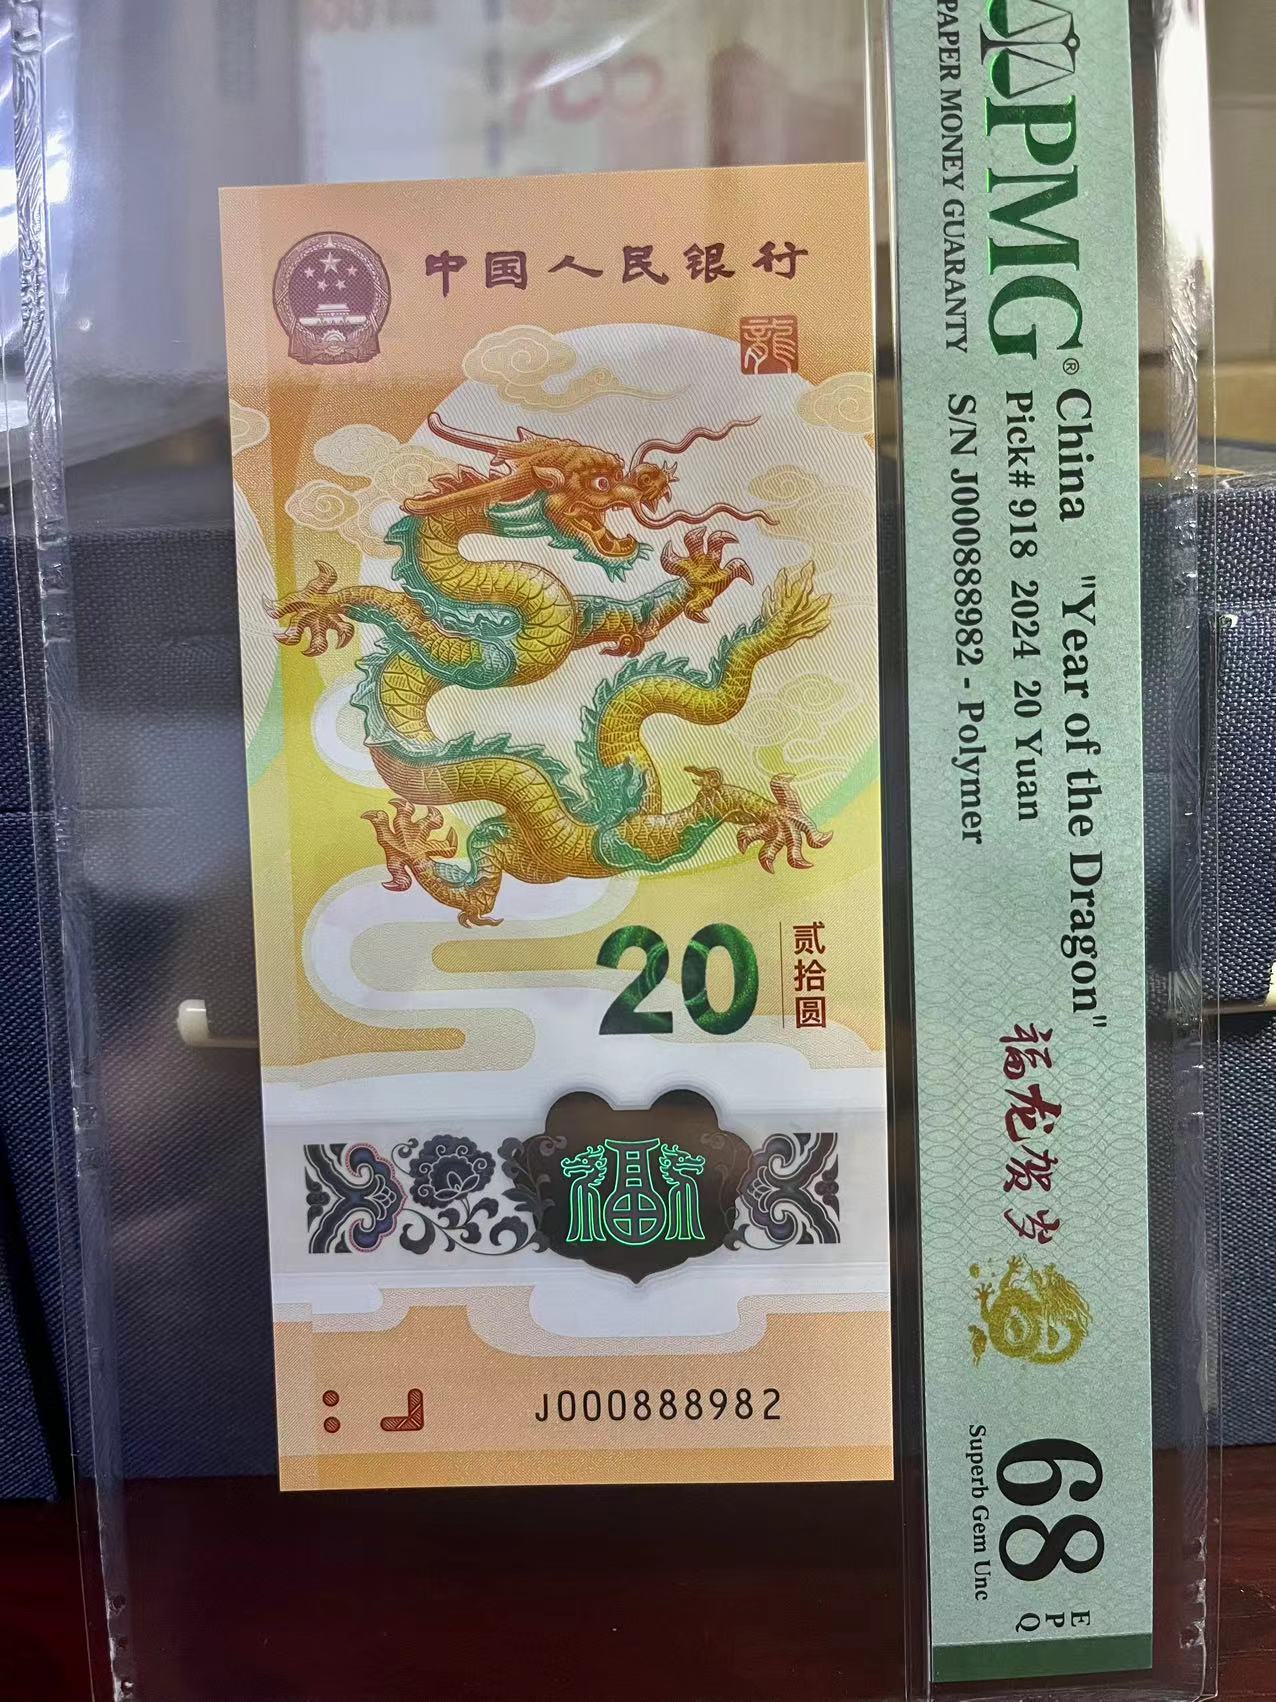 中国人民银行
龍
20
贰拾圆
福
J000888982
PMG®
PAPER MONEY GUARANTY
China "Year of the Dragon"
Pick# 918 2024 20 Yuan
S/N J000888982 - Polymer
福龙贺岁
68
EPQ
Superb Gem Unc